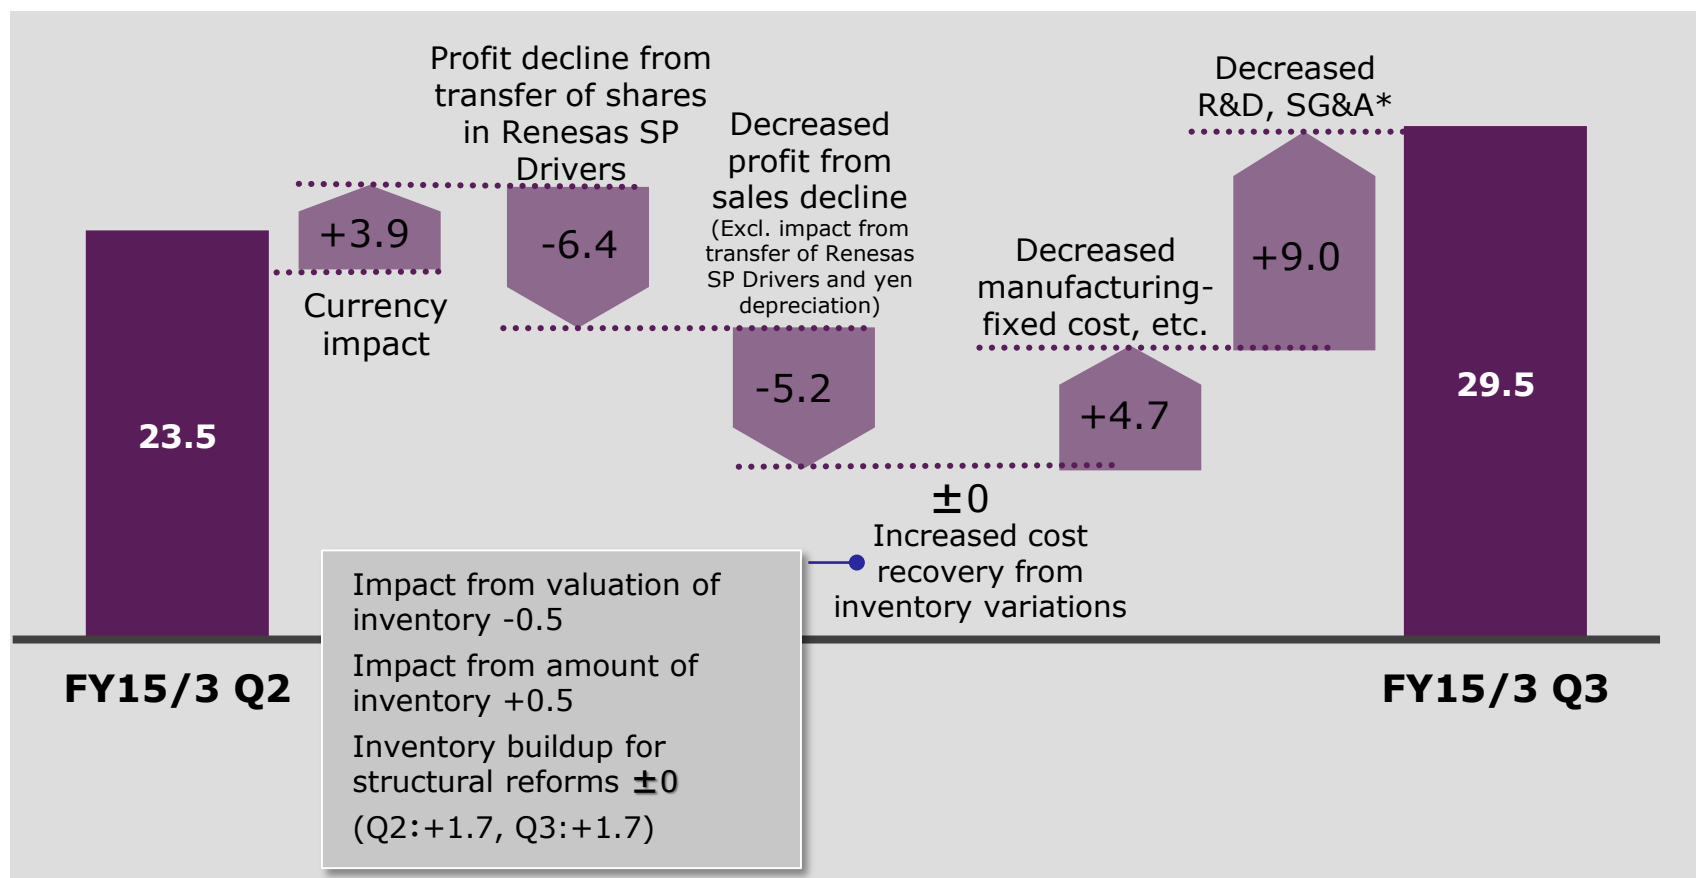 23.5
FY15/3 Q2
+3.9
Currency
impact
Profit decline from
transfer of shares
in Renesas SP
Drivers
-6.4
Decreased
profit from
sales decline
(Excl. impact from
transfer of Renesas
SP Drivers and yen
depreciation)
-5.2
±0
Increased cost
recovery from
inventory variations
Impact from valuation of
inventory -0.5
Impact from amount of
inventory +0.5
Inventory buildup for
structural reforms ±0
(Q2:+1.7, Q3:+1.7)
Decreased
manufacturing-
fixed cost, etc.
+4.7
Decreased
R&D, SG&A*
+9.0
29.5
FY15/3 Q3